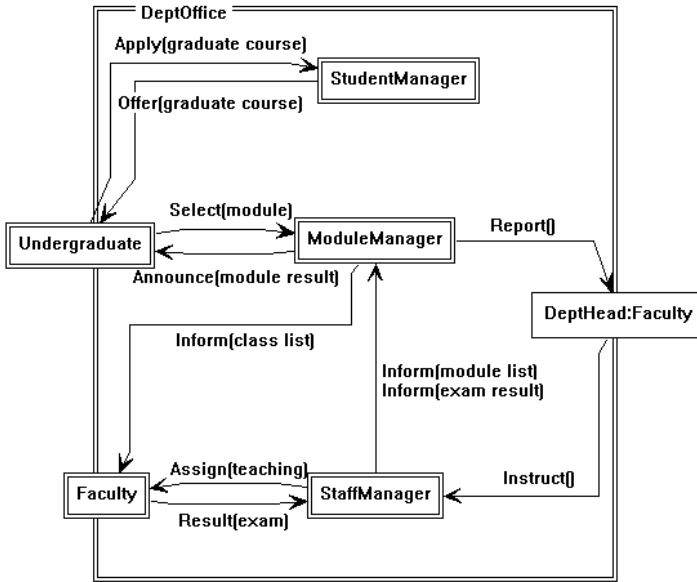 DeptOffice
Apply(graduate course)
StudentManager
Offer(graduate course)
Select(module)
Report()
Undergraduate
ModuleManager
Announce(module result)
DeptHead:Faculty
Inform(class list)
Inform(module list)
Inform(exam result)
Assign(teaching)
Instruct()
Faculty
StaffManager
Result(exam)